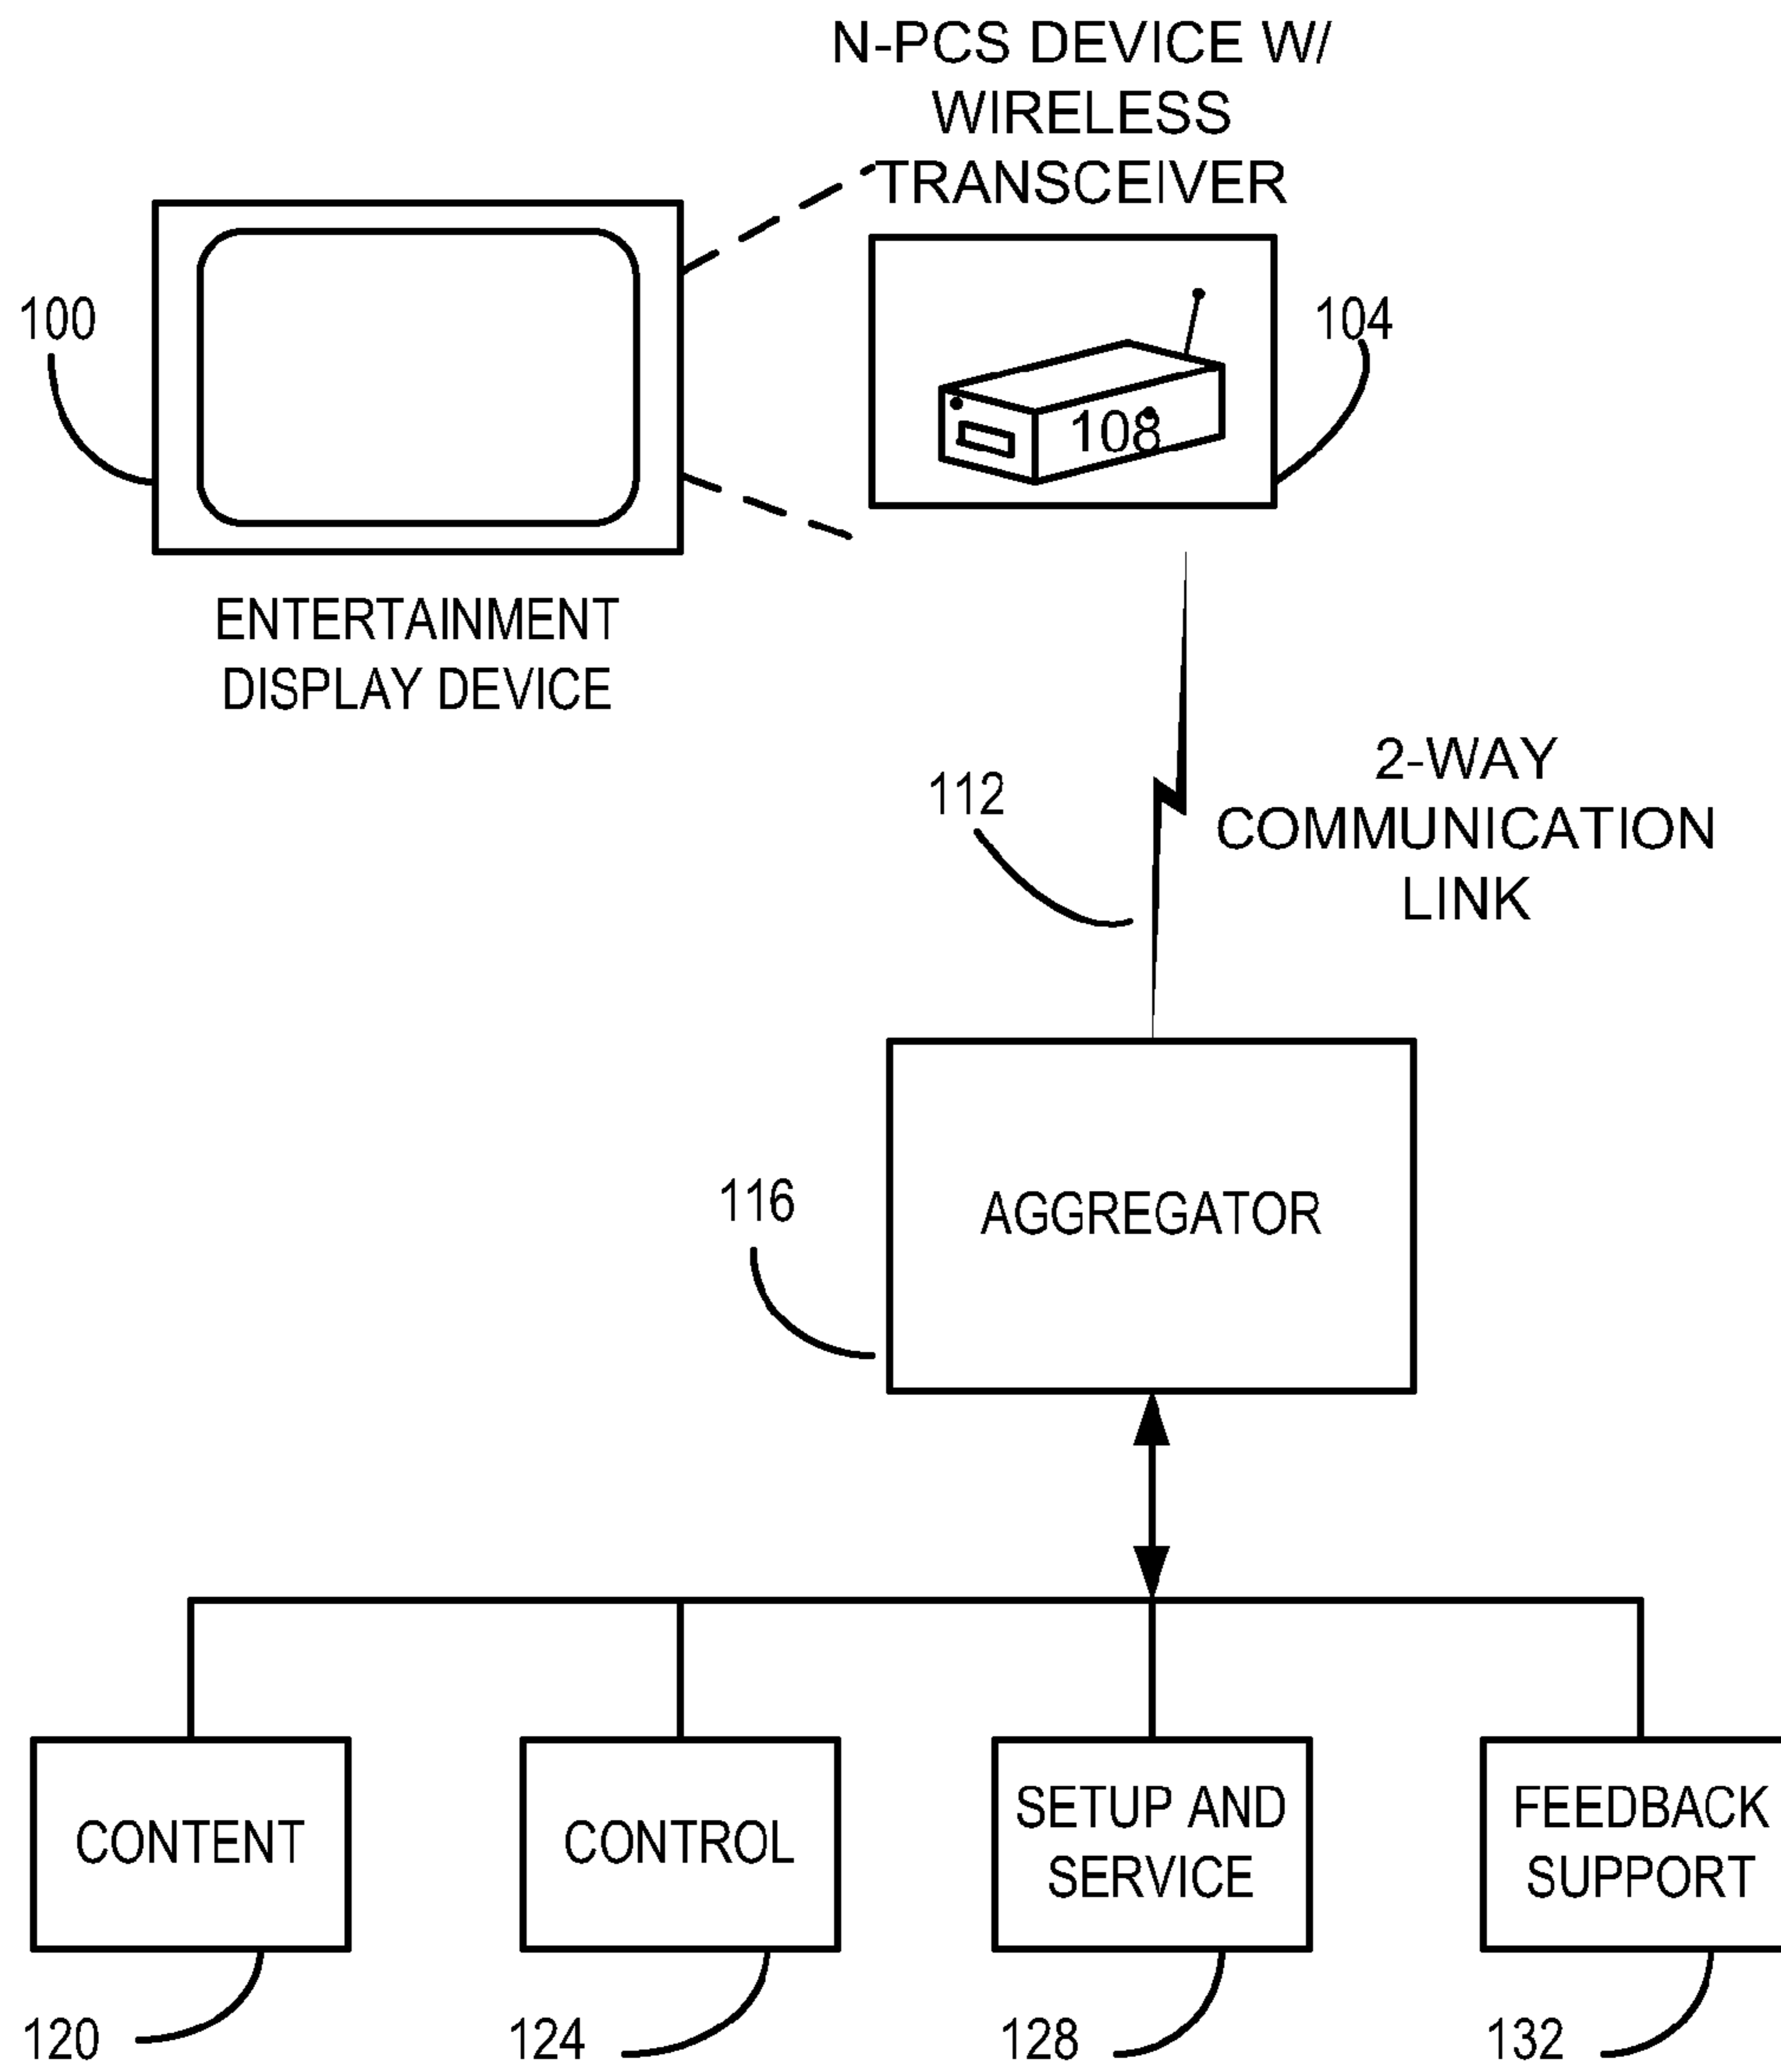 N-PCS DEVICE W/
WIRELESS
TRANSCEIVER
100
104
108
ENTERTAINMENT
DISPLAY DEVICE
2-WAY
COMMUNICATION
LINK
112
116
AGGREGATOR
CONTENT
CONTROL
SETUP AND
SERVICE
FEEDBACK
SUPPORT
120
124
128
132